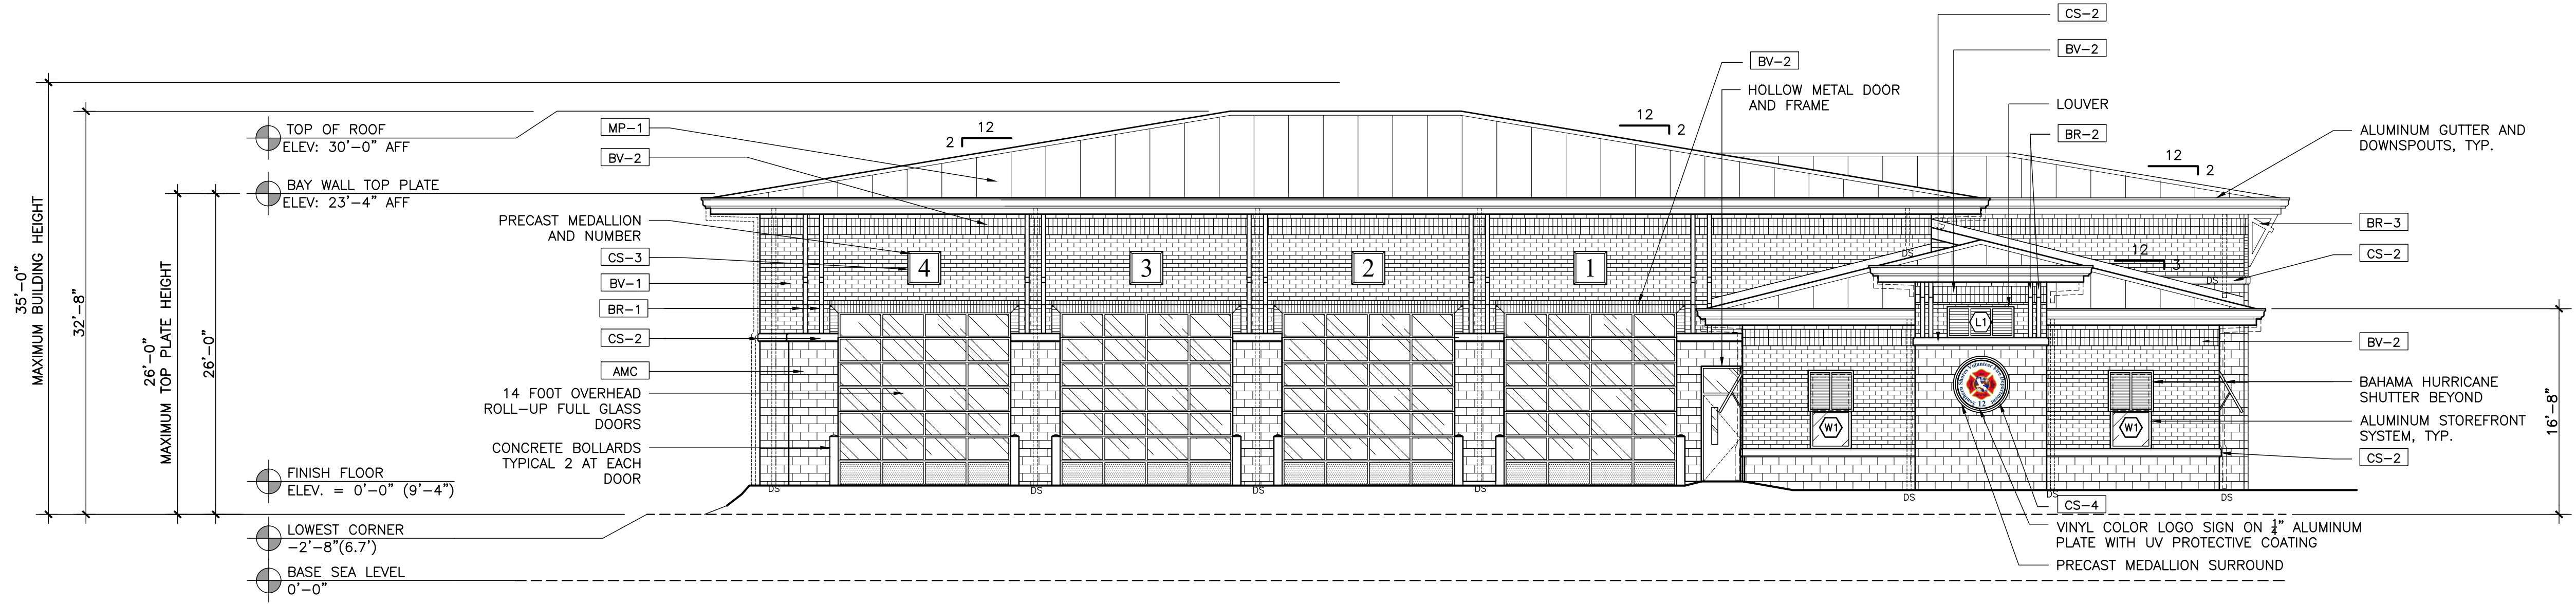 35'-0"
MAXIMUM BUILDING HEIGHT
32'-8"
26'-0"
MAXIMUM TOP PLATE HEIGHT
26'-0"
TOP OF ROOF
ELEV: 30'-0" AFF
BAY WALL TOP PLATE
ELEV: 23'-4" AFF
FINISH FLOOR
ELEV. = 0'-0" (9'-4")
LOWEST CORNER
-2'-8"(6.7')
BASE SEA LEVEL
0'-0"
MP-1
BV-2
PRECAST MEDALLION
AND NUMBER
CS-3
BV-1
BR-1
CS-2
AMC
14 FOOT OVERHEAD
ROLL-UP FULL GLASS
DOORS
CONCRETE BOLLARDS
TYPICAL 2 AT EACH
DOOR
12
2
12
2
12
2
12
3
4
3
2
1
L1
W1
W1
12
DS
DS
DS
DS
DS
DS
DS
DS
DS
DS
BV-2
HOLLOW METAL DOOR
AND FRAME
CS-2
BV-2
LOUVER
BR-2
ALUMINUM GUTTER AND
DOWNSPOUTS, TYP.
BR-3
CS-2
BV-2
BAHAMA HURRICANE
SHUTTER BEYOND
ALUMINUM STOREFRONT
SYSTEM, TYP.
CS-2
CS-4
VINYL COLOR LOGO SIGN ON 1/4" ALUMINUM
PLATE WITH UV PROTECTIVE COATING
PRECAST MEDALLION SURROUND
16'-8"